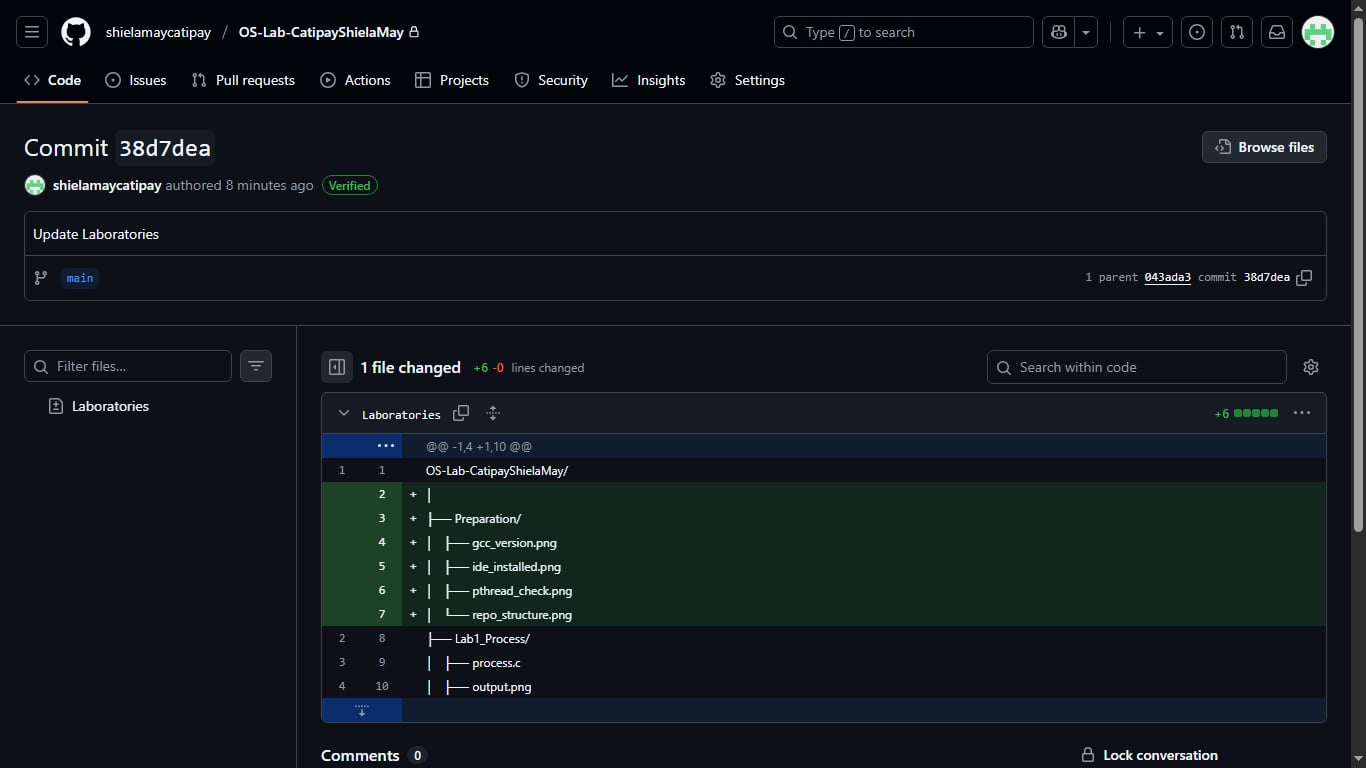 shielamaycatipay / OS-Lab-CatipayShielaMay
Type / to search
Code Issues Pull requests Actions Projects Security Insights Settings
Commit 38d7dea
Browse files
shielamaycatipay authored 8 minutes ago Verified
Update Laboratories
main
1 parent 043ada3 commit 38d7dea
Filter files...
1 file changed +6 -0 lines changed
Search within code
Laboratories
Laboratories
+6
@@ -1,4 +1,10 @@
1 1 OS-Lab-CatipayShielaMay/
2 + │
3 + ├── Preparation/
4 + │ ├── gcc_version.png
5 + │ ├── ide_installed.png
6 + │ ├── pthread_check.png
7 + │ └── repo_structure.png
2 8 ├── Lab1_Process/
3 9 │ ├── process.c
4 10 │ ├── output.png
Comments 0
Lock conversation